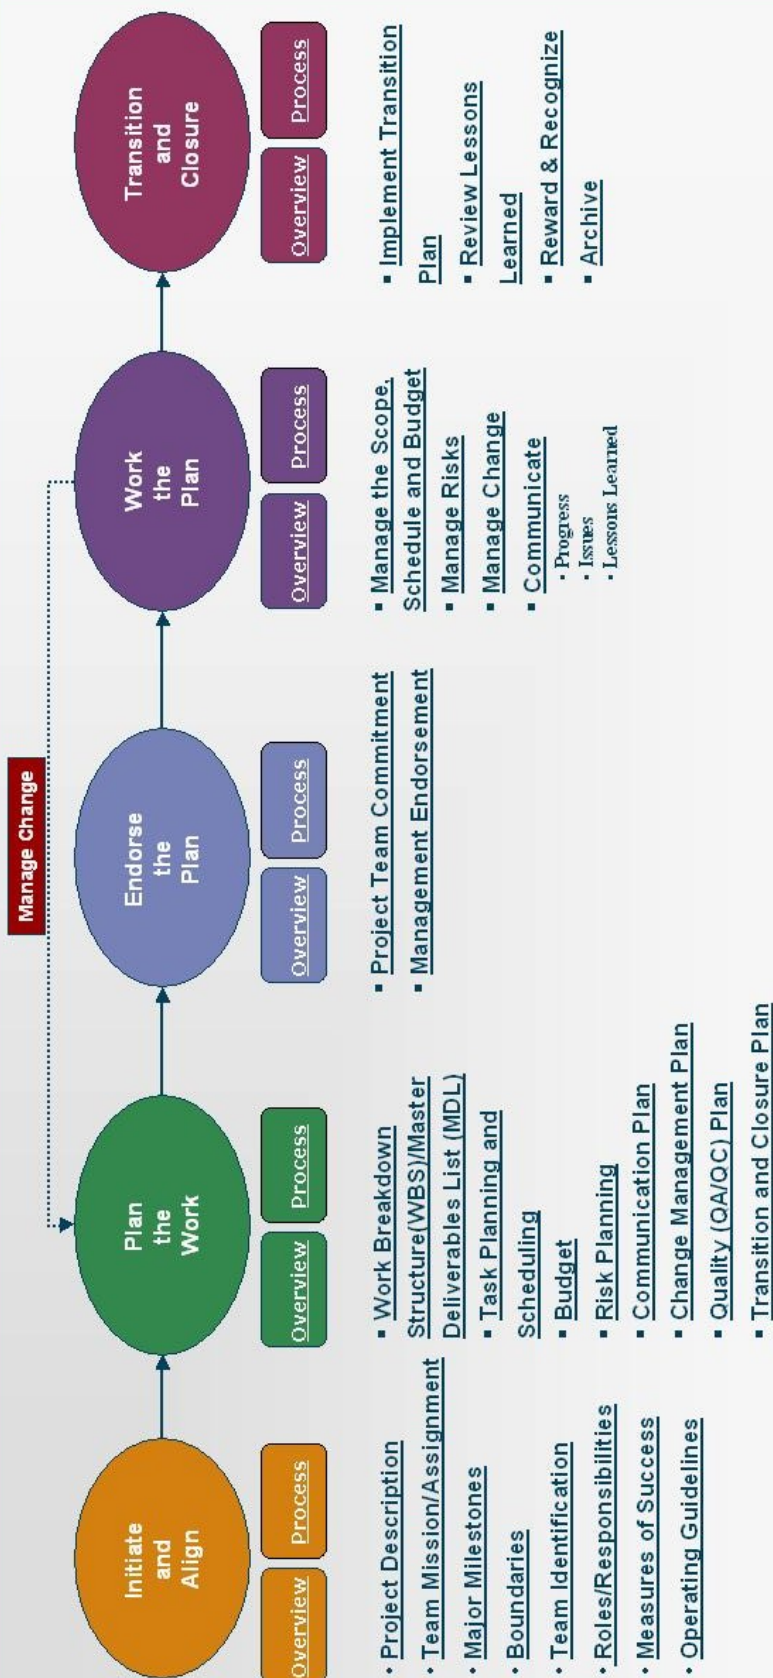 Manage Change
Initiate
and
Align
Plan
the
Work
Endorse
the
Plan
Work
the
Plan
Transition
and
Closure
Overview
Process
Overview
Process
Overview
Process
Overview
Process
Overview
Process
• Project Description
• Team Mission/Assignment
• Major Milestones
• Boundaries
• Team Identification
• Roles/Responsibilities
• Measures of Success
Operating Guidelines
▪ Work Breakdown
Structure(WBS)/Master
Deliverables List (MDL)
▪ Task Planning and
Scheduling
▪ Budget
▪ Risk Planning
▪ Communication Plan
▪ Change Management Plan
▪ Quality (QA/QC) Plan
▪ Transition and Closure Plan
▪ Project Team Commitment
▪ Management Endorsement
▪ Manage the Scope,
Schedule and Budget
▪ Manage Risks
▪ Manage Change
▪ Communicate
• Progress
• Issues
• Lessons Learned
▪ Implement Transition
Plan
▪ Review Lessons
Learned
▪ Reward & Recognize
▪ Archive